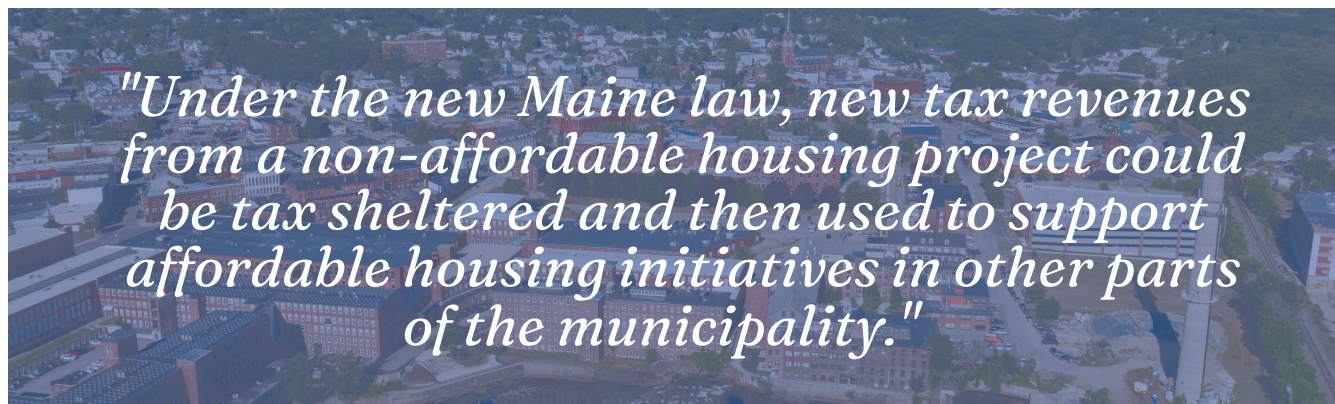 "Under the new Maine law, new tax revenues
from a non-affordable housing project could
be tax sheltered and then used to support
affordable housing initiatives in other parts
of the municipality."